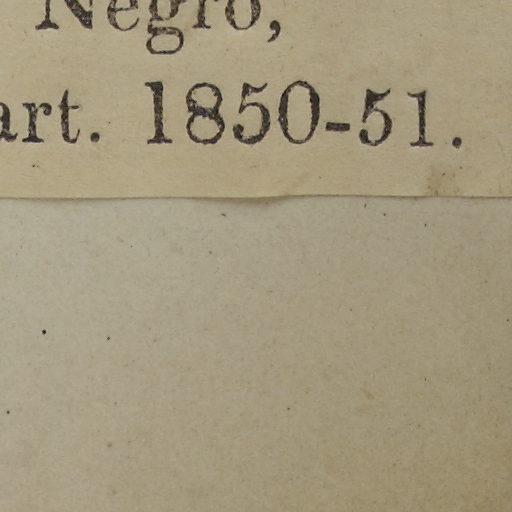 Negro,
art. 1850-51.